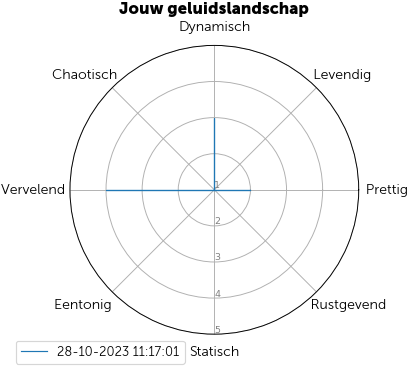 Jouw geluidslandschap
Dynamisch
Chaotisch
Levendig
Vervelend
1
Prettig
2
3
4
Eentonig
Rustgevend
5
28-10-2023 11:17:01
Statisch